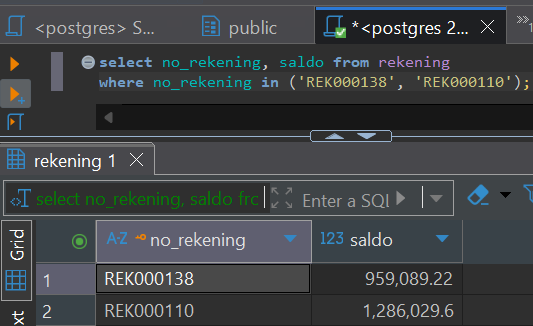 <postgres> S... public *<postgres 2... »1
select no_rekening, saldo from rekening
where no_rekening in ('REK000138', 'REK000110');
rekening 1
select no_rekening, saldo frc Enter a SQL
Grid A-Z no_rekening 123 saldo
1 REK000138 959,089.22
2 REK000110 1,286,029.6
xt